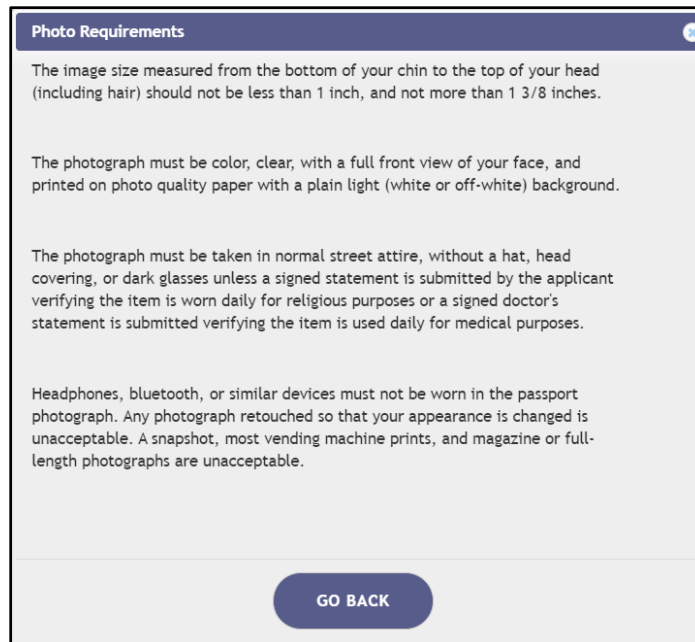 Photo Requirements
The image size measured from the bottom of your chin to the top of your head
(including hair) should not be less than 1 inch, and not more than 1 3/8 inches.
The photograph must be color, clear, with a full front view of your face, and
printed on photo quality paper with a plain light (white or off-white) background.
The photograph must be taken in normal street attire, without a hat, head
covering, or dark glasses unless a signed statement is submitted by the applicant
verifying the item is worn daily for religious purposes or a signed doctor's
statement is submitted verifying the item is used daily for medical purposes.
Headphones, bluetooth, or similar devices must not be worn in the passport
photograph. Any photograph retouched so that your appearance is changed is
unacceptable. A snapshot, most vending machine prints, and magazine or full-
length photographs are unacceptable.
GO BACK